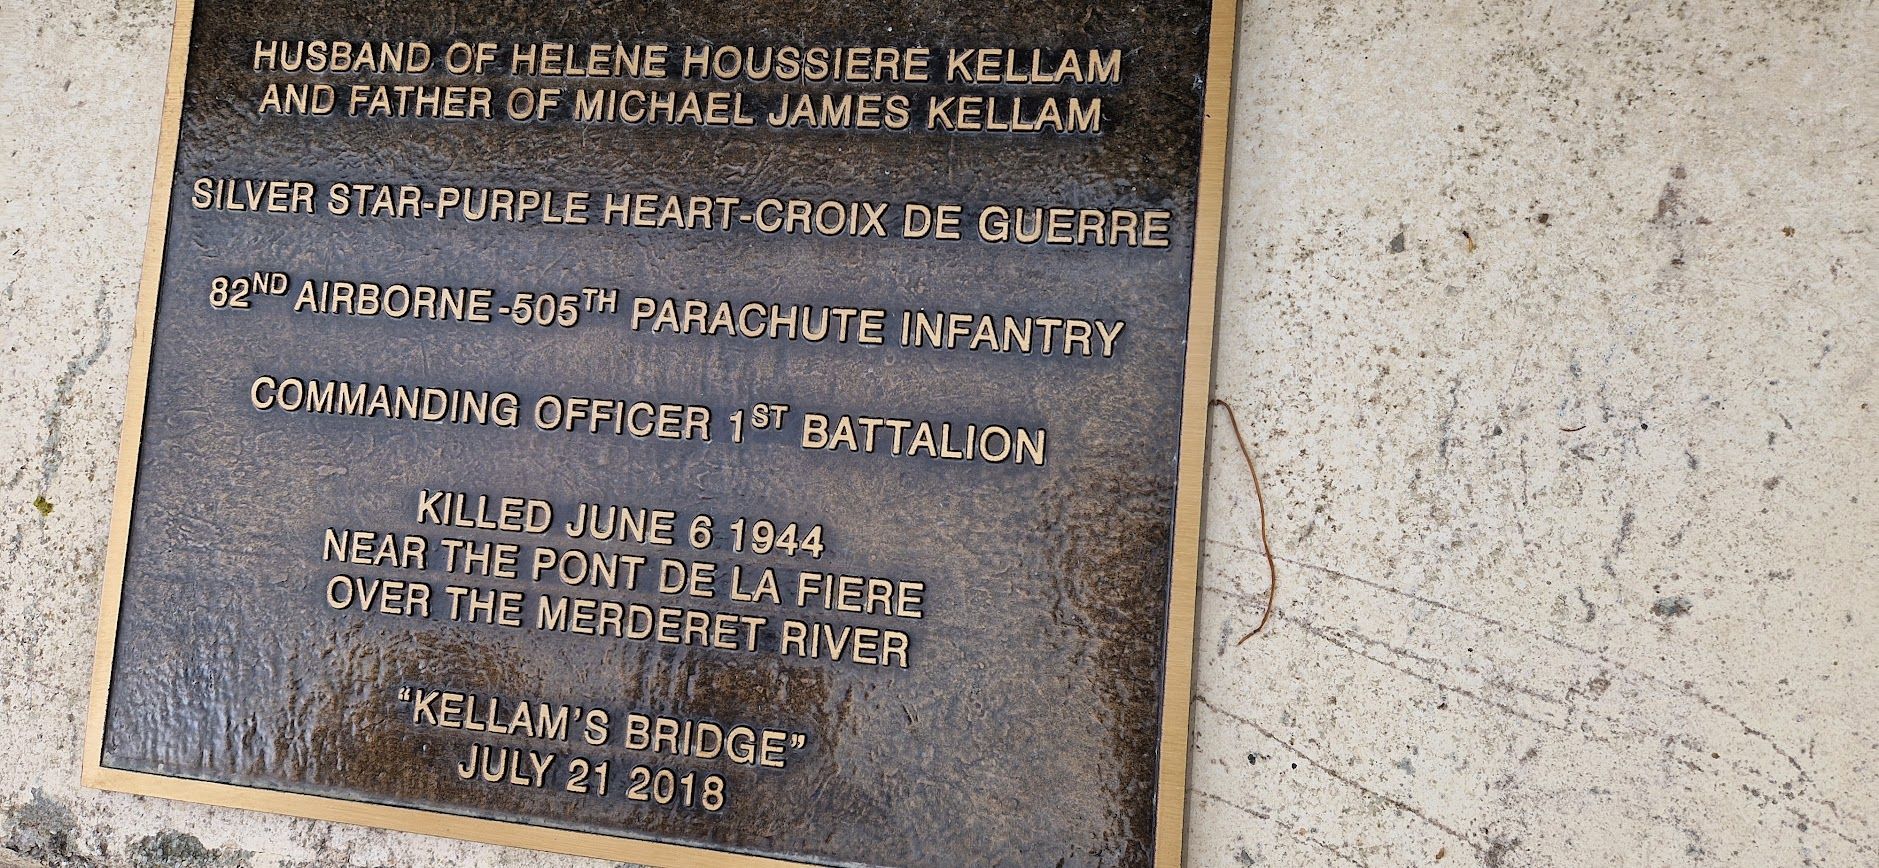 HUSBAND OF HELENE HOUSSIERE KELLAM
AND FATHER OF MICHAEL JAMES KELLAM
SILVER STAR-PURPLE HEART-CROIX DE GUERRE
82ND AIRBORNE-505TH PARACHUTE INFANTRY
COMMANDING OFFICER 1ST BATTALION
KILLED JUNE 6 1944
NEAR THE PONT DE LA FIERE
OVER THE MERDERET RIVER
“KELLAM’S BRIDGE”
JULY 21 2018